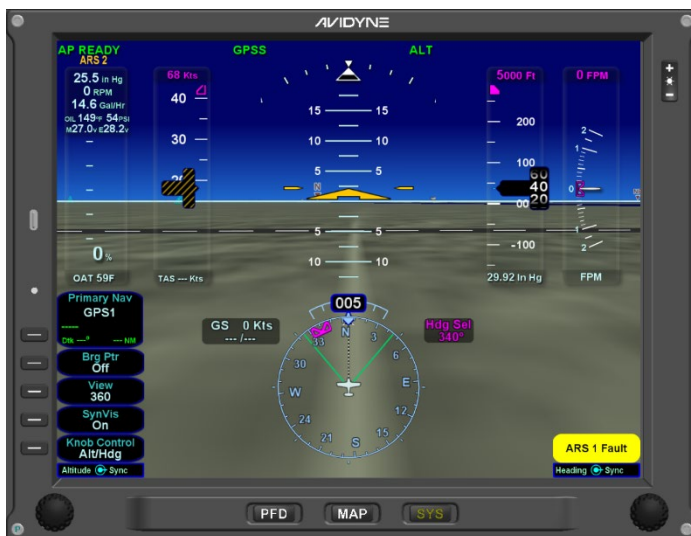 AVIDYNE
AP READY
GPSS
ALT
ARS 2
25.5 in Hg
0 RPM
14.6 Gal/Hr
OIL 149°F 54PSI
M27.0V E28.2V
0%
OAT 59F
68 Kts
40
30
TAS --- Kts
15 15
10 10
5 5
N
5 5
10 10
5000 Ft
200
100
60
40
20
00
-100
29.92 In Hg
0 FPM
2
1
0
1
2
FPM
Primary Nav
GPS1
-----
Dtk ---° --- NM
Brg Ptr
Off
View
360
SynVis
On
Knob Control
Alt/Hdg
Altitude Sync
GS 0 Kts
--- /---
005
N
3
6
E
12
15
S
21
24
W
30
33
Hdg Sel
340°
ARS 1 Fault
Heading Sync
PFD
MAP
SYS